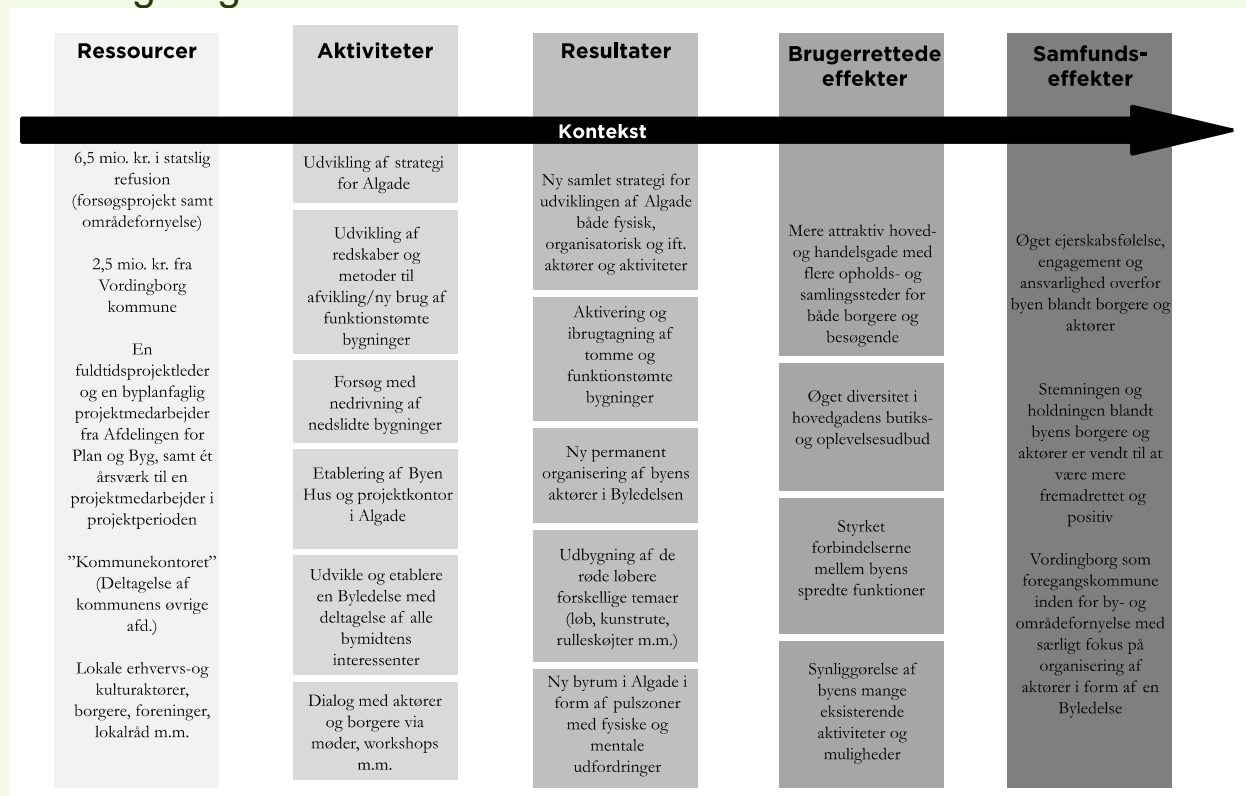 Ressourcer
Aktiviteter
Resultater
Brugerrettede
effekter
Samfunds-
effekter
Kontekst
6,5 mio. kr. i statslig
refusion
(forsøgsprojekt samt
områdefornyelse)
2,5 mio. kr. fra
Vordingborg
kommune
En
fuldtidsprojektleder
og en byplanfaglig
projektmedarbejder
fra Afdelingen for
Plan og Byg, samt ét
årsværk til en
projektmedarbejder i
projektperioden
”Kommunekontoret”
(Deltagelse af
kommunens øvrige
afd.)
Lokale erhvervs-og
kulturaktører,
borgere, foreninger,
lokalråd m.m.
Udvikling af strategi
for Algade
Udvikling af
redskaber og
metoder til
afvikling/ny brug af
funktionstømte
bygninger
Forsøg med
nedrivning af
nedslidte bygninger
Etablering af Byen
Hus og projektkontor
i Algade
Udvikle og etablere
en Byledelse med
deltagelse af alle
bymidtens
interessenter
Dialog med aktører
og borgere via
møder, workshops
m.m.
Ny samlet strategi for
udviklingen af Algade
både fysisk,
organisatorisk og ift.
aktører og aktiviteter
Aktivering og
ibrugtagning af
tomme og
funktionstømte
bygninger
Ny permanent
organisering af byens
aktører i Byledelsen
Udbygning af de
røde løbere
forskellige temaer
(løb, kunstrute,
rulleskøjter m.m.)
Ny byrum i Algade i
form af pulszoner
med fysiske og
mentale
udfordringer
Mere attraktiv hoved-
og handelsgade med
flere opholds- og
samlingssteder for
både borgere og
besøgende
Øget diversitet i
hovedgadens butiks-
og oplevelsesudbud
Styrket
forbindelserne
mellem byens
spredte funktioner
Synliggørelse af
byens mange
eksisterende
aktiviteter og
muligheder
Øget ejerskabsfølelse,
engagement og
ansvarlighed overfor
byen blandt borgere og
aktører
Stemningen og
holdningen blandt
byens borgere og
aktører er vendt til at
være mere
fremadrettet og
positiv
Vordingborg som
foregangskommune
inden for by- og
områdefornyelse med
særligt fokus på
organisering af
aktører i form af en
Byledelse